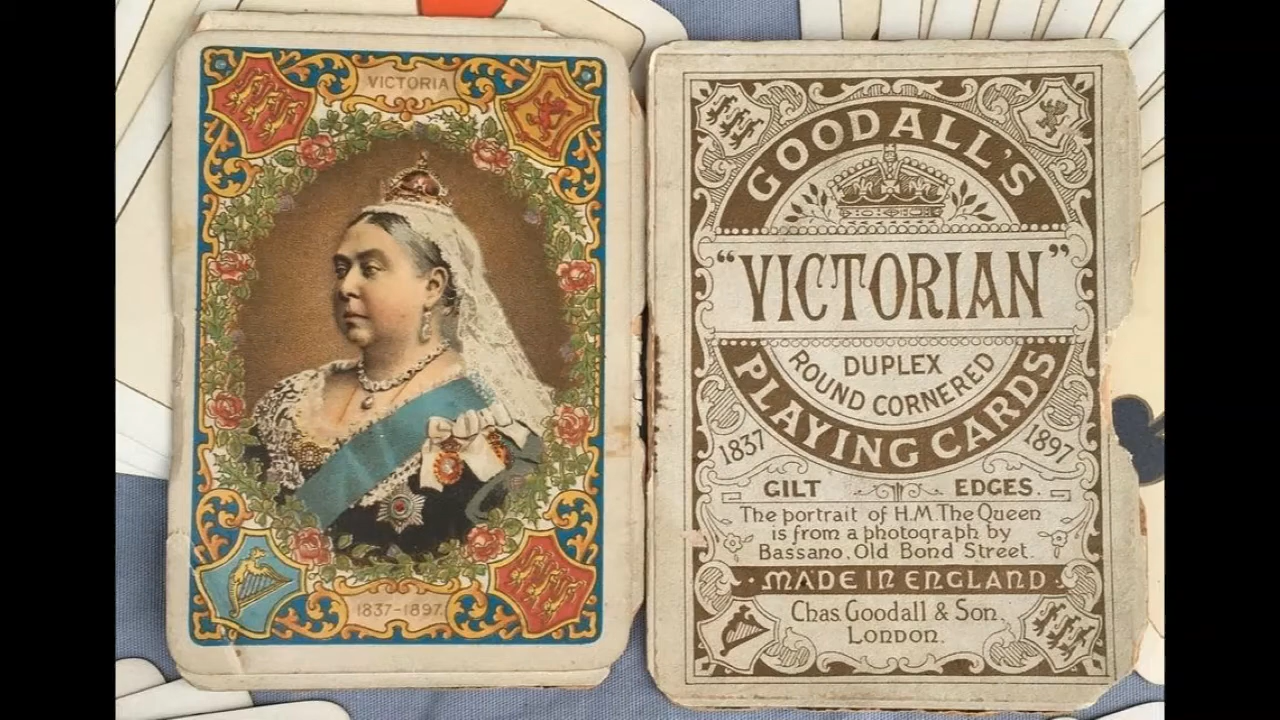 VICTORIA
1837-1897.
GOODALL'S
"VICTORIAN"
DUPLEX
ROUND CORNERED
PLAYING CARDS
1837 1897
GILT EDGES.
The portrait of H.M. The Queen
is from a photograph by
Bassano. Old Bond Street.
MADE IN ENGLAND
Chas. Goodall & Son.
London.